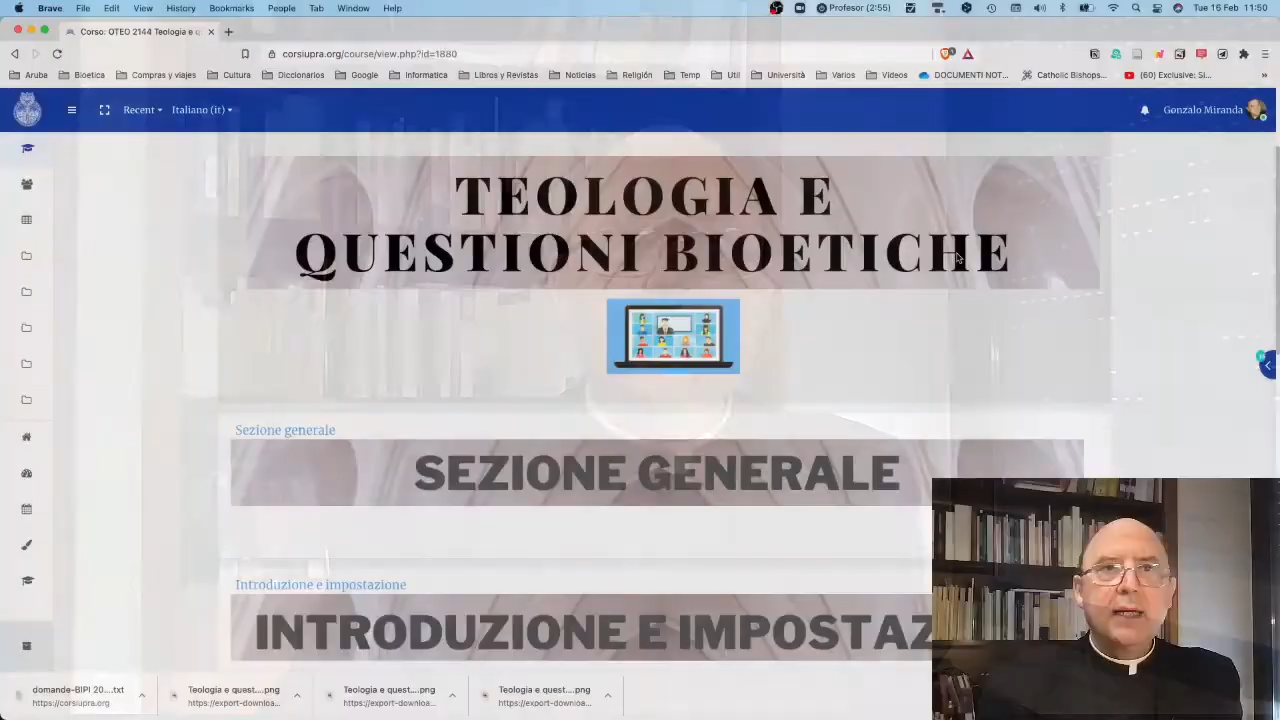 Brave File Edit View History Bookmarks People Tab Window Help Profesor (2:55) Tue 16 Feb 11:50
Corso: OTEO 2144 Teologia e q
corsiupra.org/course/view.php?id=1880
Aruba Bioetica Compras y viajes Cultura Diccionarios Google Informatica Libros y Revistas Noticias Religión Temp Util Università Varios Vídeos DOCUMENTI NOT... Catholic Bishops... (60) Exclusive: Si...
Recent Italiano (it) Gonzalo Miranda
TEOLOGIA E
QUESTIONI BIOETICHE
Sezione generale
SEZIONE GENERALE
Introduzione e impostazione
INTRODUZIONE E IMPOSTAZ
domande-BIPI 20....txt Teologia e quest....png Teologia e quest....png Teologia e quest....png
https://corsiupra.org https://export-downloa... https://export-downloa... https://export-downloa...